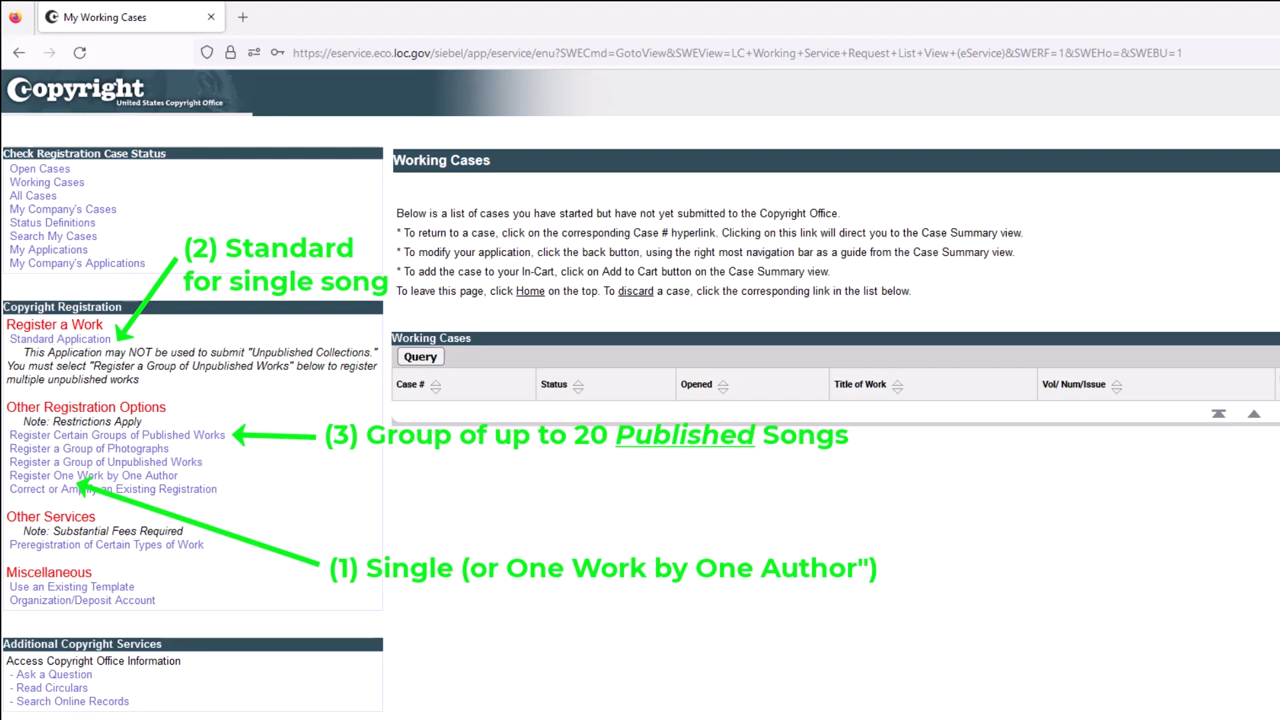 My Working Cases
https://eservice.eco.loc.gov/siebel/app/eservice/enu?SWECmd=GotoView&SWEView=LC+Working+Service+Request+List+View+(eService)&SWERF=1&SWEHo=&SWEBU=1
Copyright
United States Copyright Office
Check Registration Case Status
Open Cases
Working Cases
All Cases
My Company's Cases
Status Definitions
Search My Cases
My Applications
My Company's Applications
(2) Standard
for single song
Copyright Registration
Register a Work
Standard Application
This Application may NOT be used to submit "Unpublished Collections."
You must select "Register a Group of Unpublished Works" below to register
multiple unpublished works
Other Registration Options
Note: Restrictions Apply
Register Certain Groups of Published Works
Register a Group of Photographs
Register a Group of Unpublished Works
Register One Work by One Author
Correct or Amplify an Existing Registration
Other Services
Note: Substantial Fees Required
Preregistration of Certain Types of Work
Miscellaneous
Use an Existing Template
Organization/Deposit Account
Additional Copyright Services
Access Copyright Office Information
- Ask a Question
- Read Circulars
- Search Online Records
Working Cases
Below is a list of cases you have started but have not yet submitted to the Copyright Office.
* To return to a case, click on the corresponding Case # hyperlink. Clicking on this link will direct you to the Case Summary view.
* To modify your application, click the back button, using the right most navigation bar as a guide from the Case Summary view.
* To add the case to your In-Cart, click on Add to Cart button on the Case Summary view.
To leave this page, click Home on the top. To discard a case, click the corresponding link in the list below.
Working Cases
Query
Case # Status Opened Title of Work Vol/ Num/Issue
(3) Group of up to 20 Published Songs
(1) Single (or One Work by One Author")